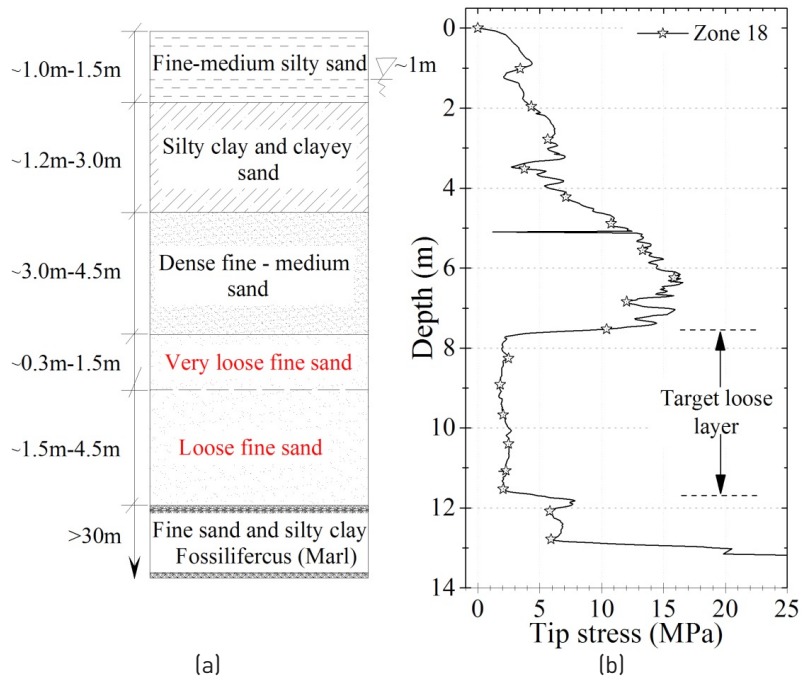 ~1.0m-1.5m
Fine-medium silty sand
~1m
~1.2m-3.0m
Silty clay and clayey
sand
~3.0m-4.5m
Dense fine - medium
sand
~0.3m-1.5m
Very loose fine sand
~1.5m-4.5m
Loose fine sand
>30m
Fine sand and silty clay
Fossilifercus (Marl)
(a)
Zone 18
0
2
4
6
8
10
12
14
Depth (m)
Target loose
layer
0 5 10 15 20 25
Tip stress (MPa)
(b)